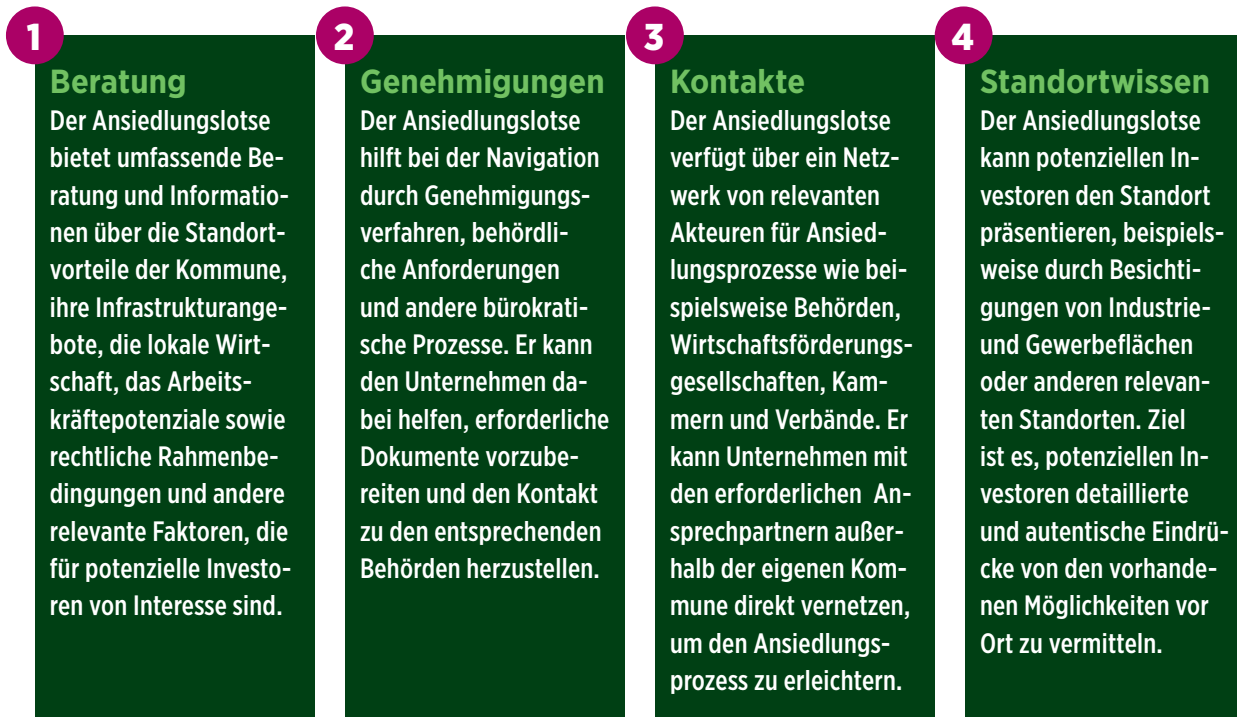 1
Beratung
Der Ansiedlungslotse
bietet umfassende Be-
ratung und Informatio-
nen über die Standort-
vorteile der Kommune,
ihre Infrastrukturange-
bote, die lokale Wirt-
schaft, das Arbeits-
kräftepotenziale sowie
rechtliche Rahmenbe-
dingungen und andere
relevante Faktoren, die
für potenzielle Investo-
ren von Interesse sind.
2
Genehmigungen
Der Ansiedlungslotse
hilft bei der Navigation
durch Genehmigungs-
verfahren, behördli-
che Anforderungen
und andere bürokrati-
sche Prozesse. Er kann
den Unternehmen da-
bei helfen, erforderliche
Dokumente vorzube-
reiten und den Kontakt
zu den entsprechenden
Behörden herzustellen.
3
Kontakte
Der Ansiedlungslotse
verfügt über ein Netz-
werk von relevanten
Akteuren für Ansied-
lungsprozesse wie bei-
spielsweise Behörden,
Wirtschaftsförderungs-
gesellschaften, Kam-
mern und Verbände. Er
kann Unternehmen mit
den erforderlichen An-
sprechpartnern außer-
halb der eigenen Kom-
mune direkt vernetzen,
um den Ansiedlungs-
prozess zu erleichtern.
4
Standortwissen
Der Ansiedlungslotse
kann potenziellen In-
vestoren den Standort
präsentieren, beispiels-
weise durch Besichti-
gungen von Industrie-
und Gewerbeflächen
oder anderen relevan-
ten Standorten. Ziel
ist es, potenziellen In-
vestoren detaillierte
und autentische Eindrü-
cke von den vorhande-
nen Möglichkeiten vor
Ort zu vermitteln.